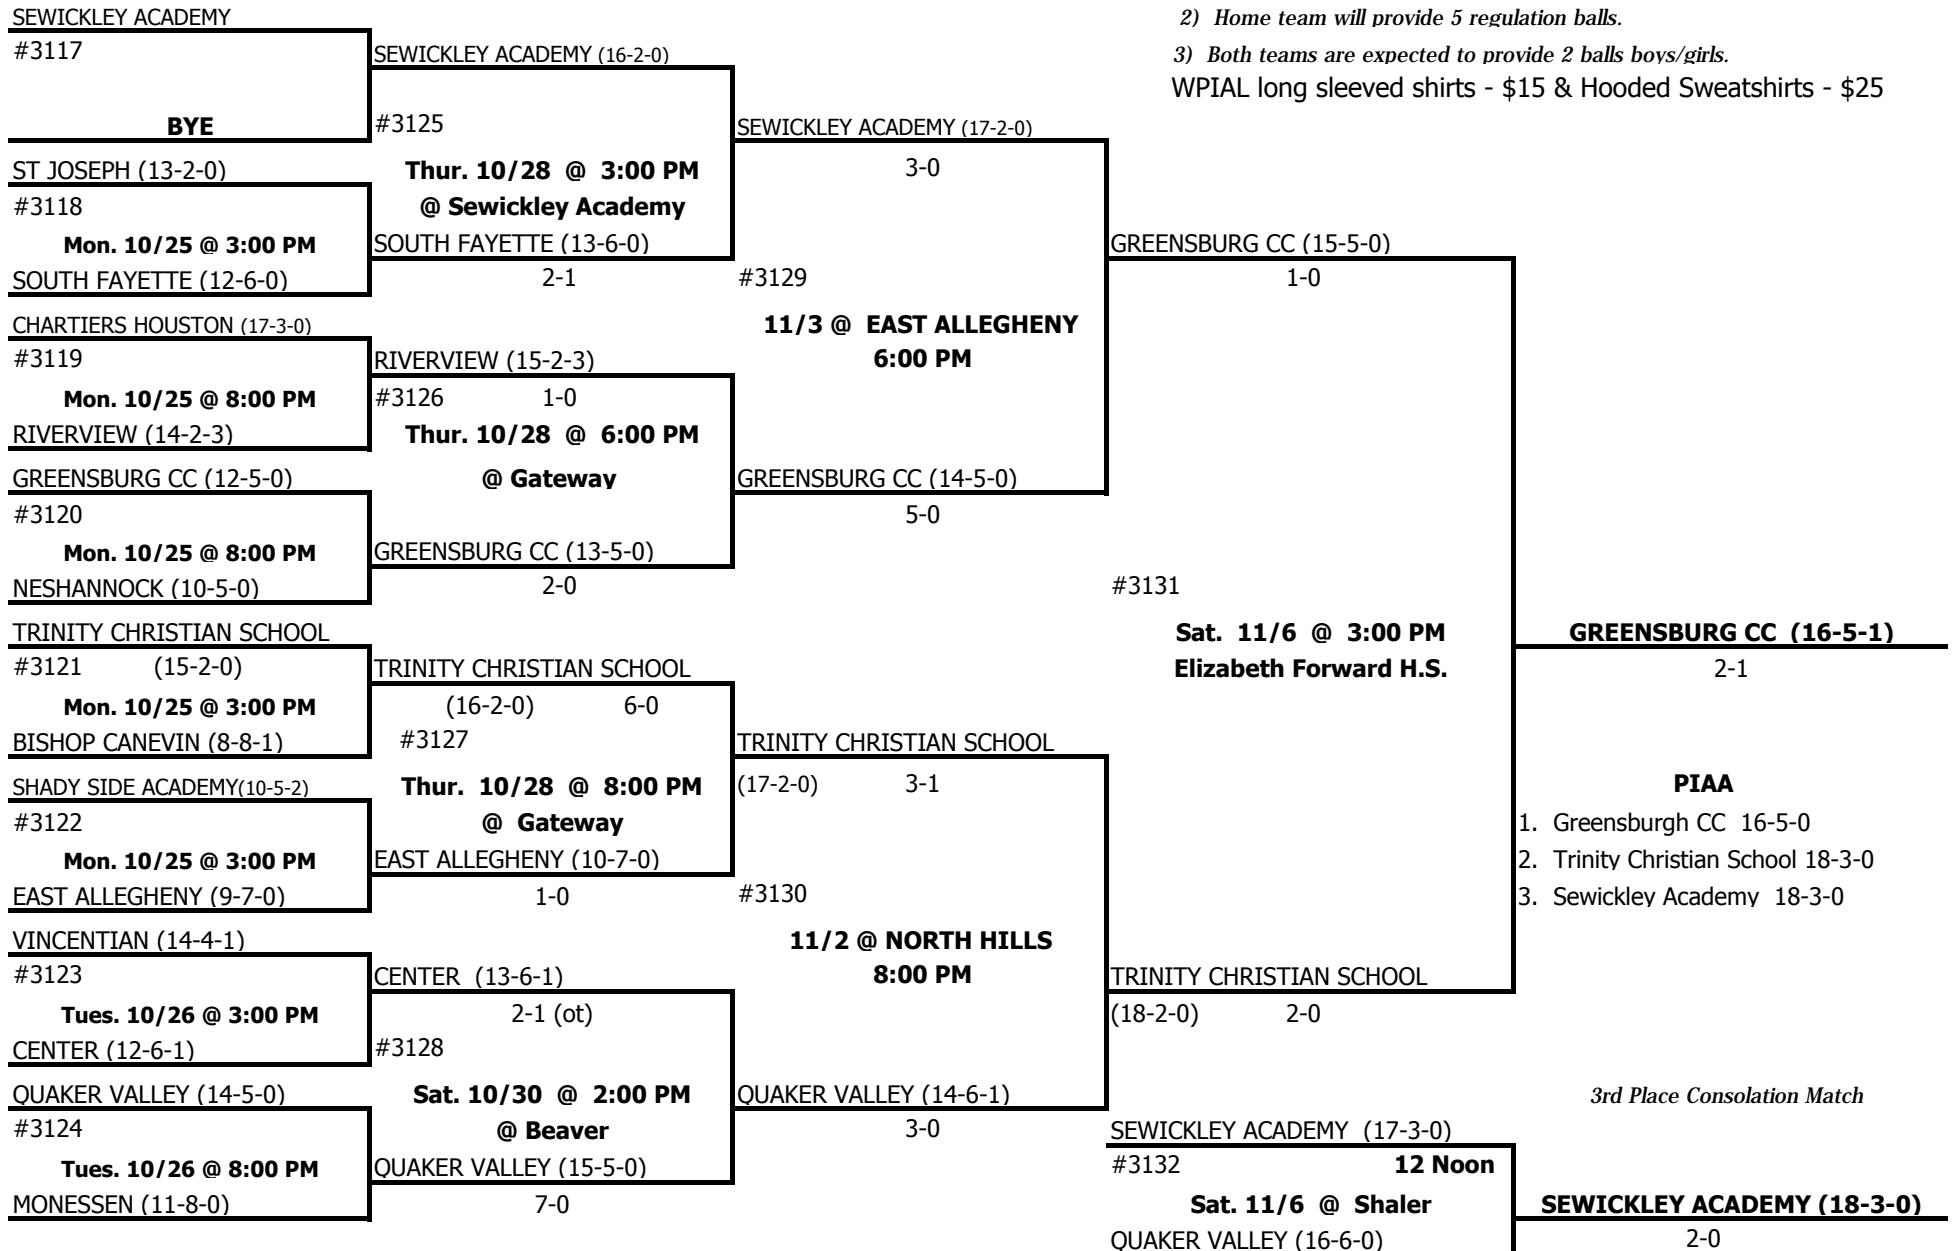 SEWICKLEY ACADEMY
#3117
BYE
ST JOSEPH (13-2-0)
#3118
Mon. 10/25 @ 3:00 PM
SOUTH FAYETTE (12-6-0)
CHARTIERS HOUSTON (17-3-0)
#3119
Mon. 10/25 @ 8:00 PM
RIVERVIEW (14-2-3)
GREENSBURG CC (12-5-0)
#3120
Mon. 10/25 @ 8:00 PM
NESHANNOCK (10-5-0)
TRINITY CHRISTIAN SCHOOL
#3121 (15-2-0)
Mon. 10/25 @ 3:00 PM
BISHOP CANEVIN (8-8-1)
SHADY SIDE ACADEMY(10-5-2)
#3122
Mon. 10/25 @ 3:00 PM
EAST ALLEGHENY (9-7-0)
VINCENTIAN (14-4-1)
#3123
Tues. 10/26 @ 3:00 PM
CENTER (12-6-1)
QUAKER VALLEY (14-5-0)
#3124
Tues. 10/26 @ 8:00 PM
MONESSEN (11-8-0)
SEWICKLEY ACADEMY (16-2-0)
#3125
Thur. 10/28 @ 3:00 PM
@ Sewickley Academy
SOUTH FAYETTE (13-6-0)
2-1
RIVERVIEW (15-2-3)
#3126 1-0
Thur. 10/28 @ 6:00 PM
@ Gateway
GREENSBURG CC (13-5-0)
2-0
TRINITY CHRISTIAN SCHOOL
(16-2-0) 6-0
#3127
Thur. 10/28 @ 8:00 PM
@ Gateway
EAST ALLEGHENY (10-7-0)
1-0
CENTER (13-6-1)
2-1 (ot)
#3128
Sat. 10/30 @ 2:00 PM
@ Beaver
QUAKER VALLEY (15-5-0)
7-0
SEWICKLEY ACADEMY (17-2-0)
3-0
#3129
11/3 @ EAST ALLEGHENY
6:00 PM
GREENSBURG CC (14-5-0)
5-0
TRINITY CHRISTIAN SCHOOL
(17-2-0) 3-1
#3130
11/2 @ NORTH HILLS
8:00 PM
QUAKER VALLEY (14-6-1)
3-0
2) Home team will provide 5 regulation balls.
3) Both teams are expected to provide 2 balls boys/girls.
WPIAL long sleeved shirts - $15 & Hooded Sweatshirts - $25
GREENSBURG CC (15-5-0)
1-0
#3131
Sat. 11/6 @ 3:00 PM
Elizabeth Forward H.S.
TRINITY CHRISTIAN SCHOOL
(18-2-0) 2-0
GREENSBURG CC (16-5-1)
2-1
PIAA
1. Greensburgh CC 16-5-0
2. Trinity Christian School 18-3-0
3. Sewickley Academy 18-3-0
3rd Place Consolation Match
SEWICKLEY ACADEMY (17-3-0)
#3132 12 Noon
Sat. 11/6 @ Shaler
QUAKER VALLEY (16-6-0)
SEWICKLEY ACADEMY (18-3-0)
2-0